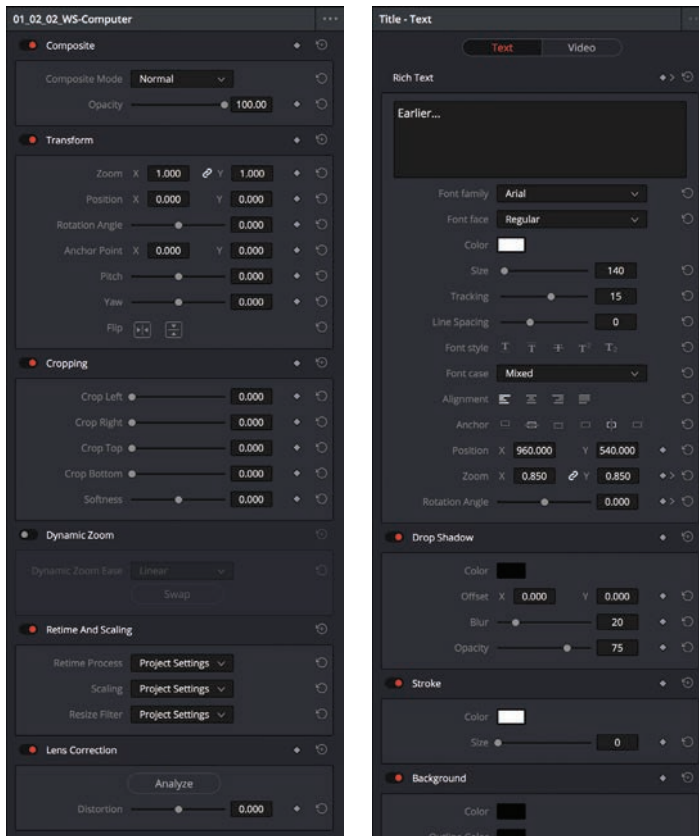 01_02_02_WS-Computer
Composite
Composite Mode Normal
Opacity 100.00
Transform
Zoom X 1.000 Y 1.000
Position X 0.000 Y 0.000
Rotation Angle 0.000
Anchor Point X 0.000 Y 0.000
Pitch 0.000
Yaw 0.000
Flip
Cropping
Crop Left 0.000
Crop Right 0.000
Crop Top 0.000
Crop Bottom 0.000
Softness 0.000
Dynamic Zoom
Dynamic Zoom Ease Linear
Swap
Retime And Scaling
Retime Process Project Settings
Scaling Project Settings
Resize Filter Project Settings
Lens Correction
Analyze
Distortion 0.000
Title - Text
Text Video
Rich Text
Earlier...
Font family Arial
Font face Regular
Color
Size 140
Tracking 15
Line Spacing 0
Font style T T T T T
Font case Mixed
Alignment
Anchor
Position X 960.000 Y 540.000
Zoom X 0.850 Y 0.850
Rotation Angle 0.000
Drop Shadow
Color
Offset X 0.000 Y 0.000
Blur 20
Opacity 75
Stroke
Color
Size 0
Background
Color
Outline Color